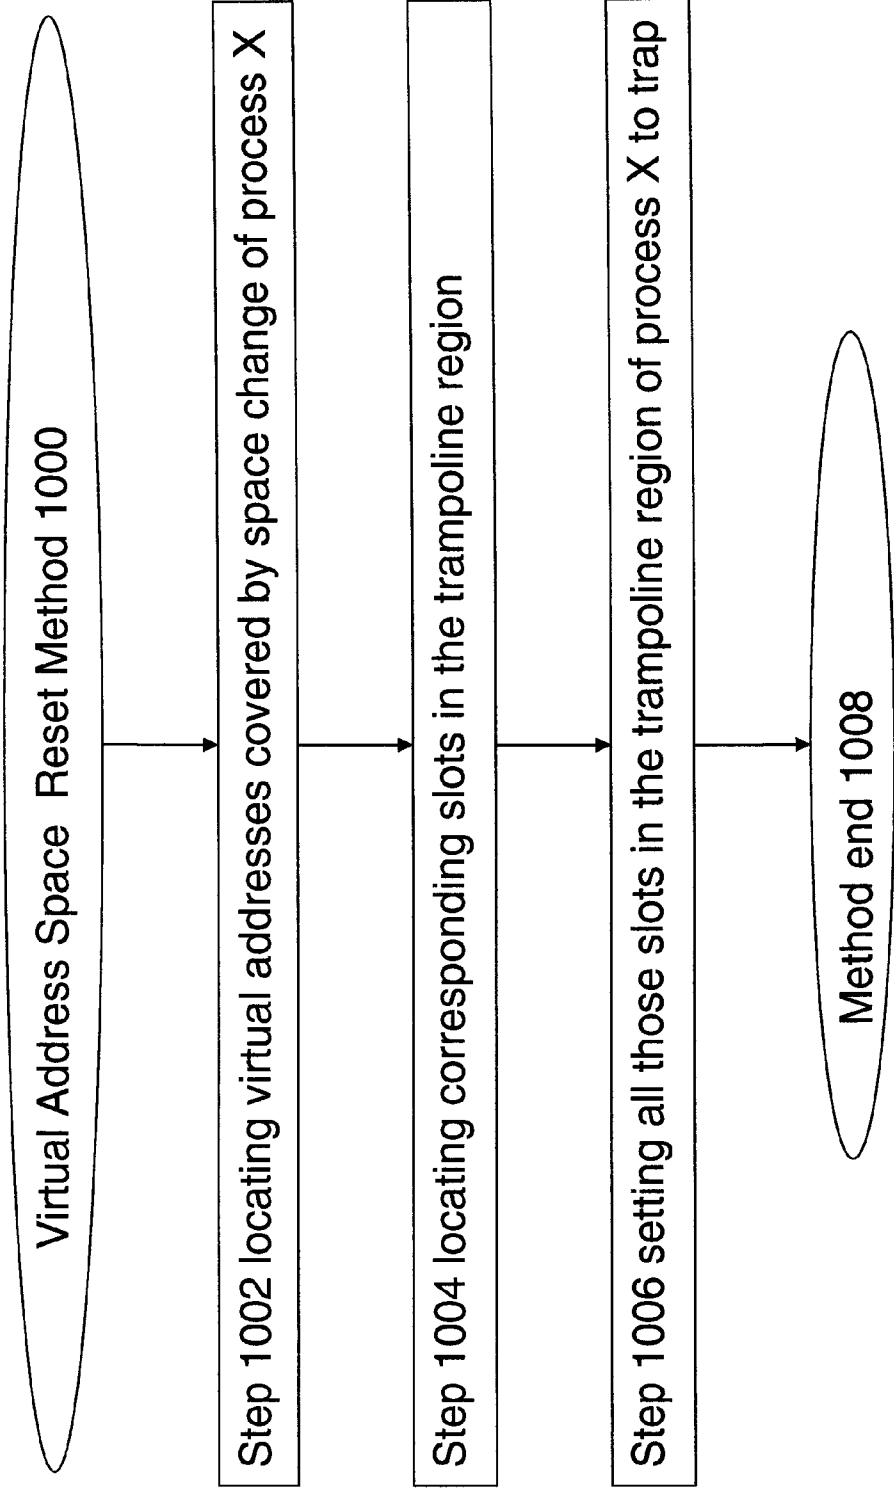 Virtual Address Space Reset Method 1000
Step 1002 locating virtual addresses covered by space change of process X
Step 1004 locating corresponding slots in the trampoline region
Step 1006 setting all those slots in the trampoline region of process X to trap
Method end 1008